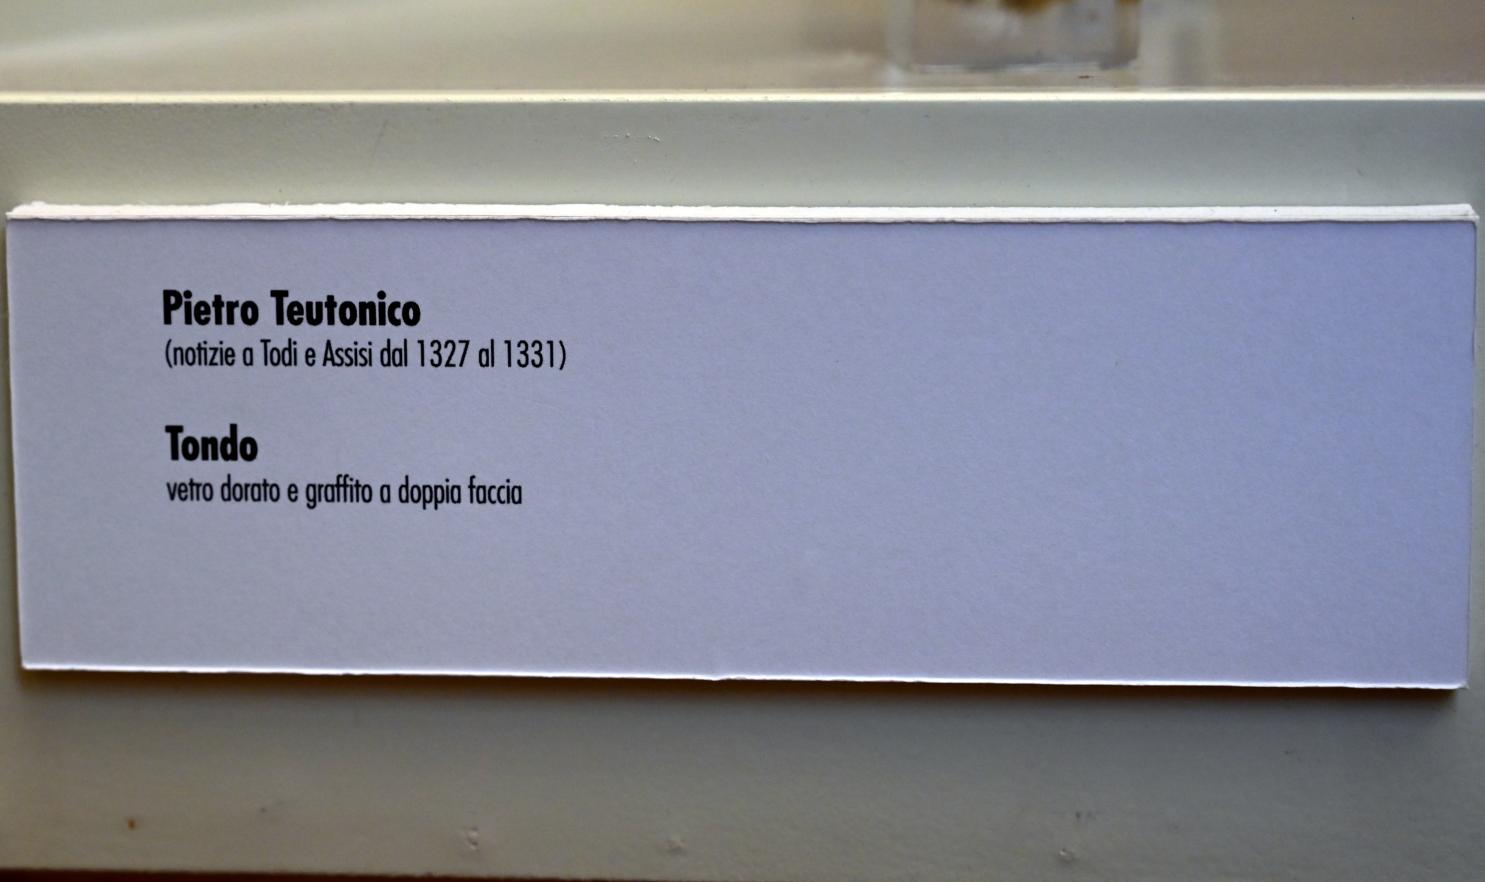 Pietro Teutonico
(notizie a Todi e Assisi dal 1327 al 1331)
Tondo
vetro dorato e graffito a doppia faccia